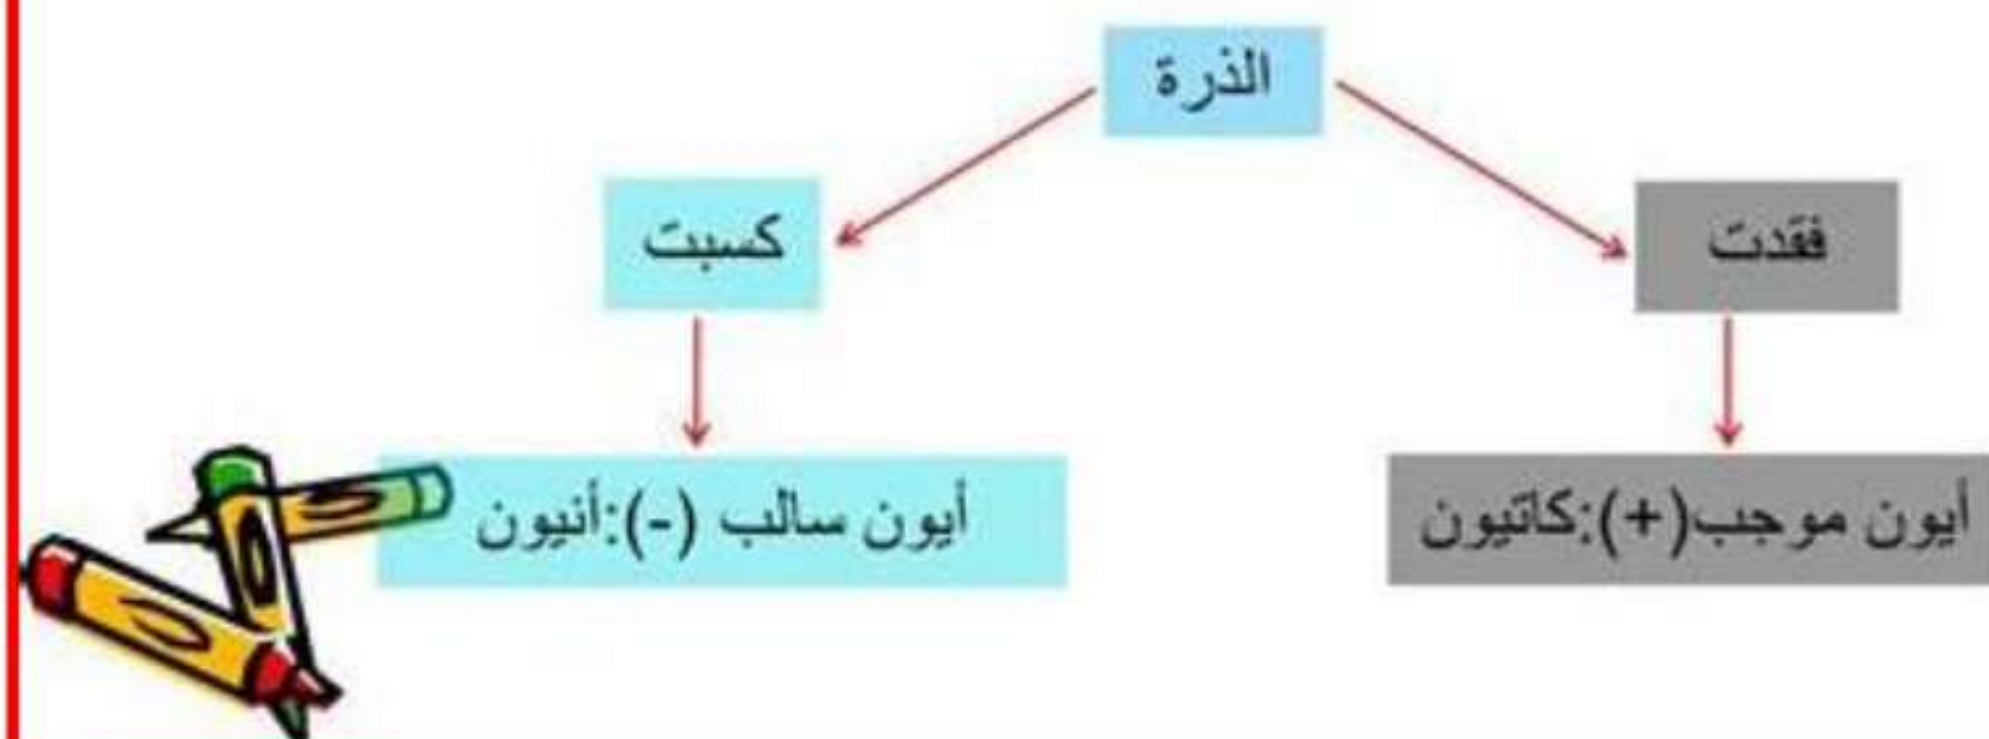 الذرة
فقدت
كسبت
أيون موجب(+):كاتيون
أيون سالب (-):أنيون